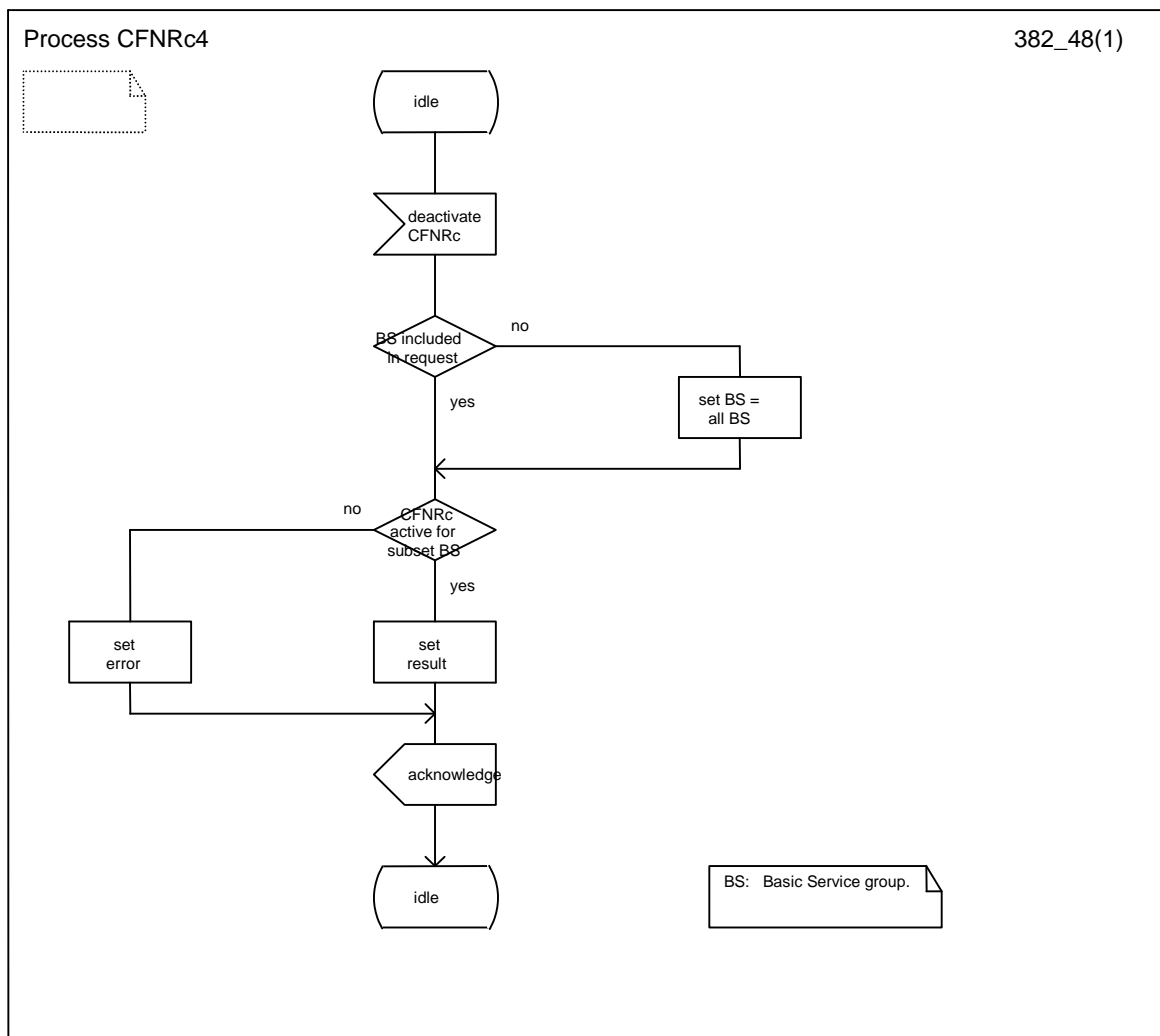 Process CFNRc4
382_48(1)
idle
deactivate
CFNRc
BS included
in request
no
yes
set BS =
all BS
CFNRc
active for
subset BS
no
yes
set
error
set
result
acknowledge
idle
BS: Basic Service group.